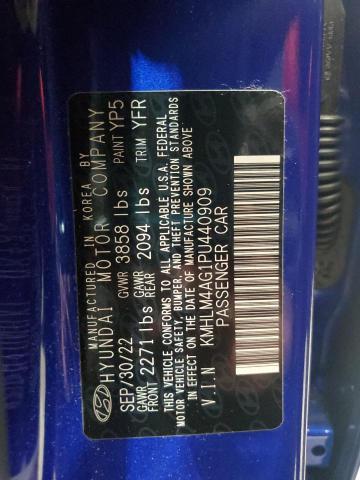 MANUFACTURED IN KOREA BY
HYUNDAI MOTOR COMPANY
SEP/30/22 GVWR 3858 lbs PAINT YP5
GAWR FRONT 2271 lbs GAWR REAR 2094 lbs TRIM YFR
THIS VEHICLE CONFORMS TO ALL APPLICABLE U.S.A. FEDERAL
MOTOR VEHICLE SAFETY, BUMPER, AND THEFT PREVENTION STANDARDS
IN EFFECT ON THE DATE OF MANUFACTURE SHOWN ABOVE
V.I.N KMHLM4AG1PU440909
PASSENGER CAR